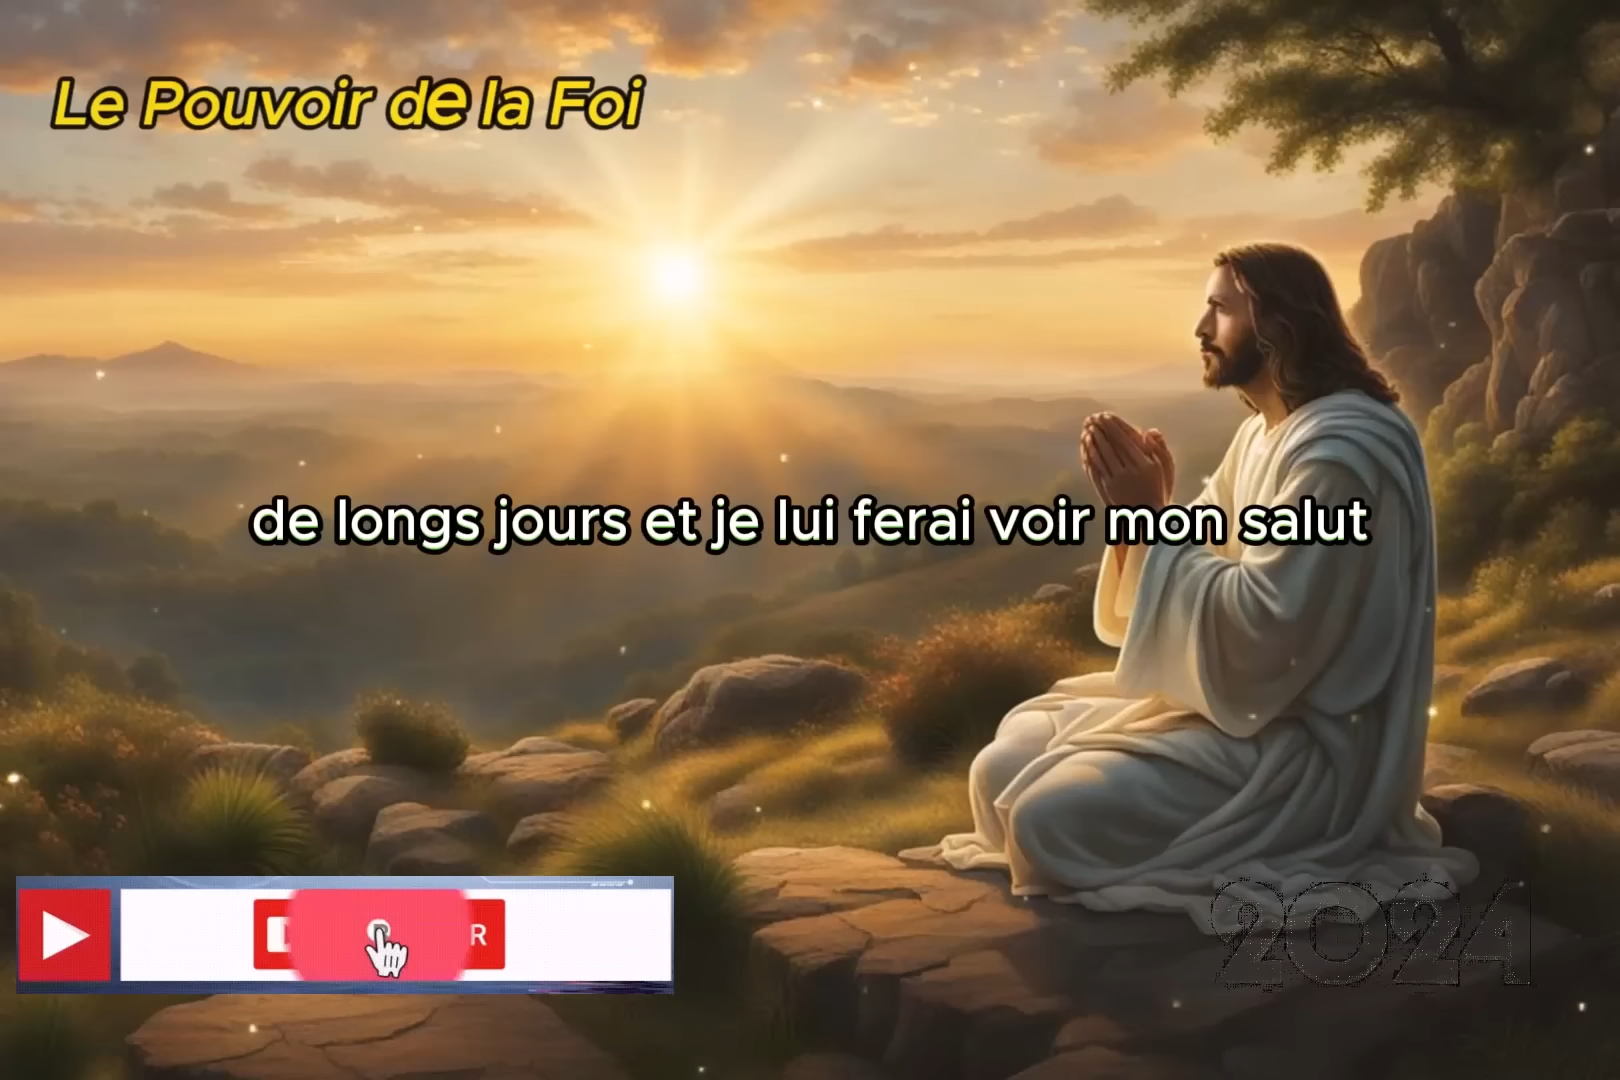 Le Pouvoir de la Foi
de longs jours et je lui ferai voir mon salut
2024